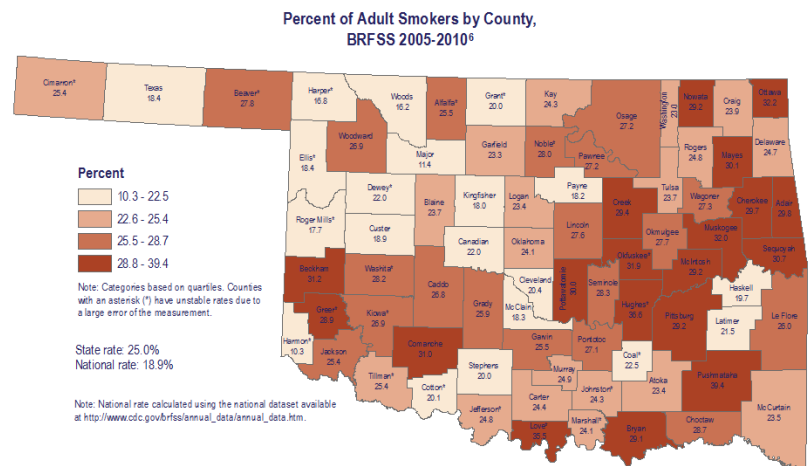 Percent of Adult Smokers by County,
BRFSS 2005-2010⁶
Cimarron*
25.4
Texas
18.4
Beaver*
27.8
Harper*
16.8
Woods
16.2
Alfalfa*
25.5
Grant*
20.0
Kay
24.3
Osage
27.2
Washington
23.0
Nowata
29.2
Craig
23.9
Ottawa
32.2
Woodward
26.9
Major
11.4
Garfield
23.3
Noble*
28.0
Pawnee
27.2
Rogers
24.8
Mayes
30.1
Delaware
24.7
Ellis*
18.4
Dewey*
22.0
Blaine
23.7
Kingfisher
18.0
Logan
23.4
Payne
18.2
Creek
29.4
Tulsa
23.7
Wagoner
27.3
Cherokee
29.7
Adair
29.8
Roger Mills*
17.7
Custer
18.9
Canadian
22.0
Oklahoma
24.1
Lincoln
27.6
Okfuskee*
31.9
Okmulgee
27.7
Muskogee
32.0
McIntosh
29.2
Sequoyah
30.7
Beckham
31.2
Washita*
28.2
Caddo
26.8
Grady
25.9
Cleveland
20.4
McClain
18.3
Pottawatomie
30.0
Seminole
28.3
Hughes*
Pittsburg
29.2
Haskell
19.7
Latimer
21.5
Le Flore
26.0
Greer*
28.9
Kiowa*
26.9
Harmon*
10.3
Jackson
25.4
Comanche
31.0
Tillman*
25.4
Cotton*
20.1
Stephens
20.0
Garvin
25.5
Murray
24.9
Pontotoc
27.1
Coal*
22.5
Johnston*
24.3
Atoka
23.4
Pushmataha
39.4
McCurtain
23.5
Jefferson*
24.8
Carter
24.4
Love*
Marshall*
24.1
Bryan
29.1
Choctaw
28.7
Percent
10.3 - 22.5
22.6 - 25.4
25.5 - 28.7
28.8 - 39.4
Note: Categories based on quartiles. Counties
with an asterisk (*) have unstable rates due to
a large error of the measurement.
State rate: 25.0%
National rate: 18.9%
Note: National rate calculated using the national dataset available
at http://www.cdc.gov/brfss/annual_data/annual_data.htm.